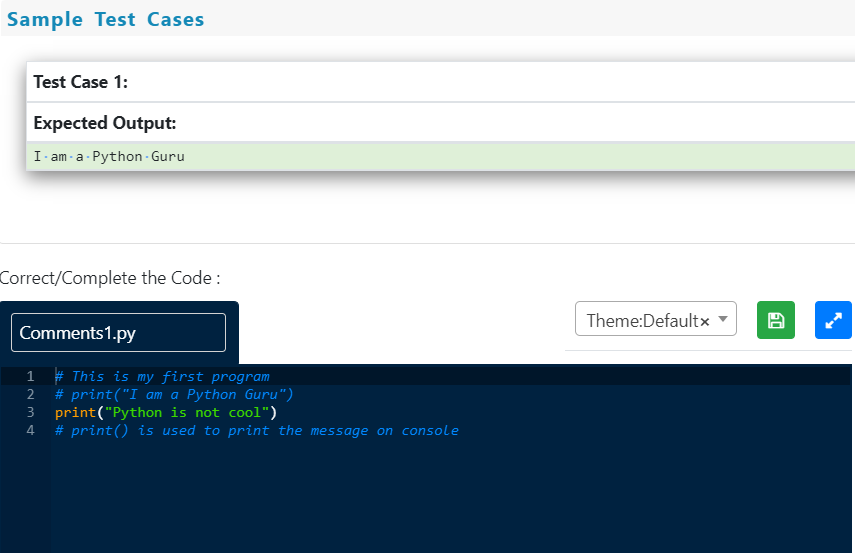 Sample Test Cases
Test Case 1:
Expected Output:
I·am·a·Python·Guru
Correct/Complete the Code :
Comments1.py
Theme:Default×
1 # This is my first program
2 # print("I am a Python Guru")
3 print("Python is not cool")
4 # print() is used to print the message on console